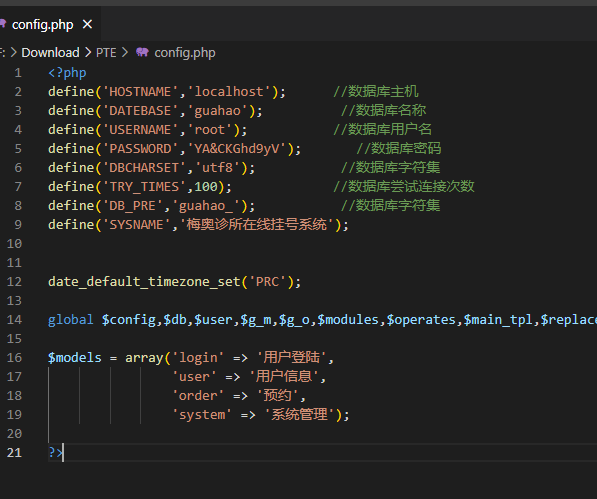 config.php
F: > Download > PTE > config.php
1 <?php
2 define('HOSTNAME','localhost'); //数据库主机
3 define('DATEBASE','guahao'); //数据库名称
4 define('USERNAME','root'); //数据库用户名
5 define('PASSWORD','YA&CKGhd9yV'); //数据库密码
6 define('DBCHARSET','utf8'); //数据库字符集
7 define('TRY_TIMES',100); //数据库尝试连接次数
8 define('DB_PRE','guahao_'); //数据库字符集
9 define('SYSNAME','梅奥诊所在线挂号系统');
10
11
12 date_default_timezone_set('PRC');
13
14 global $config,$db,$user,$g_m,$g_o,$modules,$operates,$main_tpl,$replac
15
16 $models = array('login' => '用户登陆',
17 'user' => '用户信息',
18 'order' => '预约',
19 'system' => '系统管理');
20
21 ?>